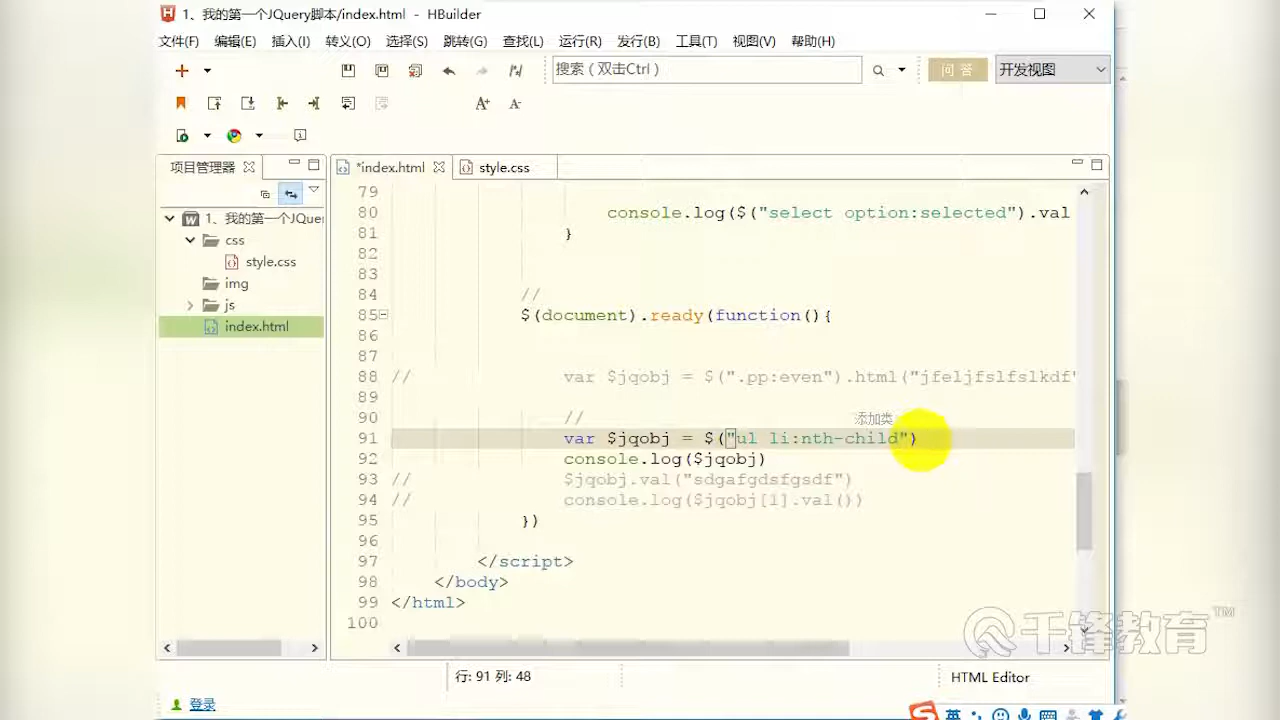 1、我的第一个JQuery脚本/index.html - HBuilder
文件(F) 编辑(E) 插入(I) 转义(O) 选择(S) 跳转(G) 查找(L) 运行(R) 发行(B) 工具(T) 视图(V) 帮助(H)
搜索（双击Ctrl）
问 答
开发视图
A+ A-
项目管理器
*index.html
style.css
1、我的第一个JQue
css
style.css
img
js
index.html
79
80 console.log($("select option:selected").val
81 }
82
83
84 //
85 $(document).ready(function(){
86
87
88 // var $jqobj = $(".pp:even").html("jfeljfslfslkdf"
89
90 //
添加类
91 var $jqobj = $("ul li:nth-child")
92 console.log($jqobj)
93 // $jqobj.val("sdgafgdsfgsdf")
94 // console.log($jqobj[1].val())
95 })
96
97 </script>
98 </body>
99 </html>
100
千锋教育 TM
行: 91 列: 48
HTML Editor
登录
英